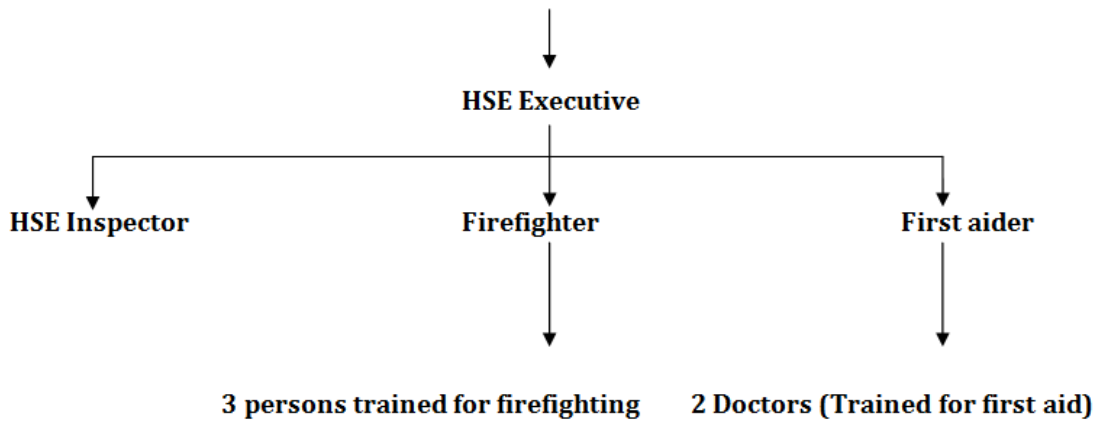 HSE Executive
HSE Inspector Firefighter First aider
3 persons trained for firefighting 2 Doctors (Trained for first aid)